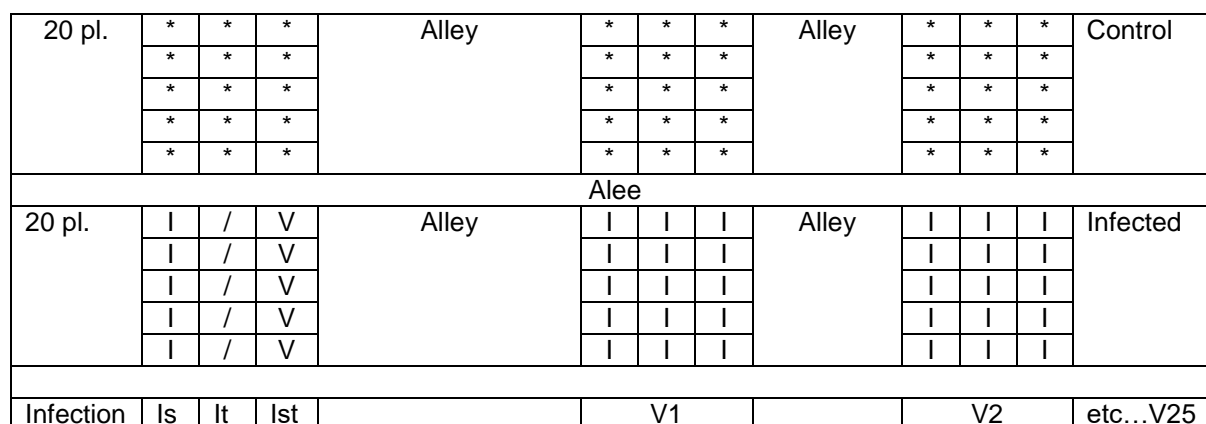 20 pl. * * * Alley * * * Alley * * * Control
* * * * * * * * *
* * * * * * * * *
* * * * * * * * *
* * * * * * * * *
Alee
20 pl. I / V Alley I I I Alley I I I Infected
I / V I I I I I I
I / V I I I I I I
I / V I I I I I I
I / V I I I I I I
Infection Is It Ist V1 V2 etc…V25